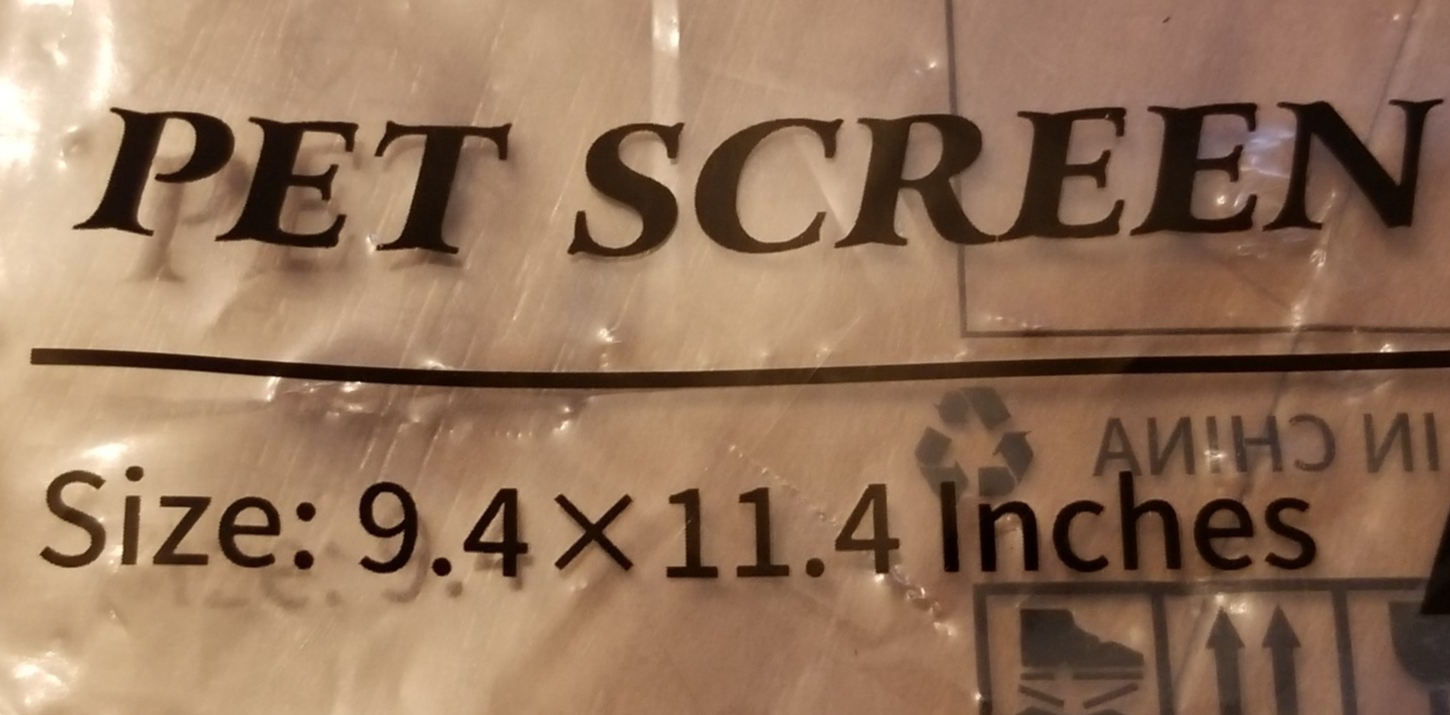 PET SCREEN
IN CHINA
Size: 9.4×11.4 Inches